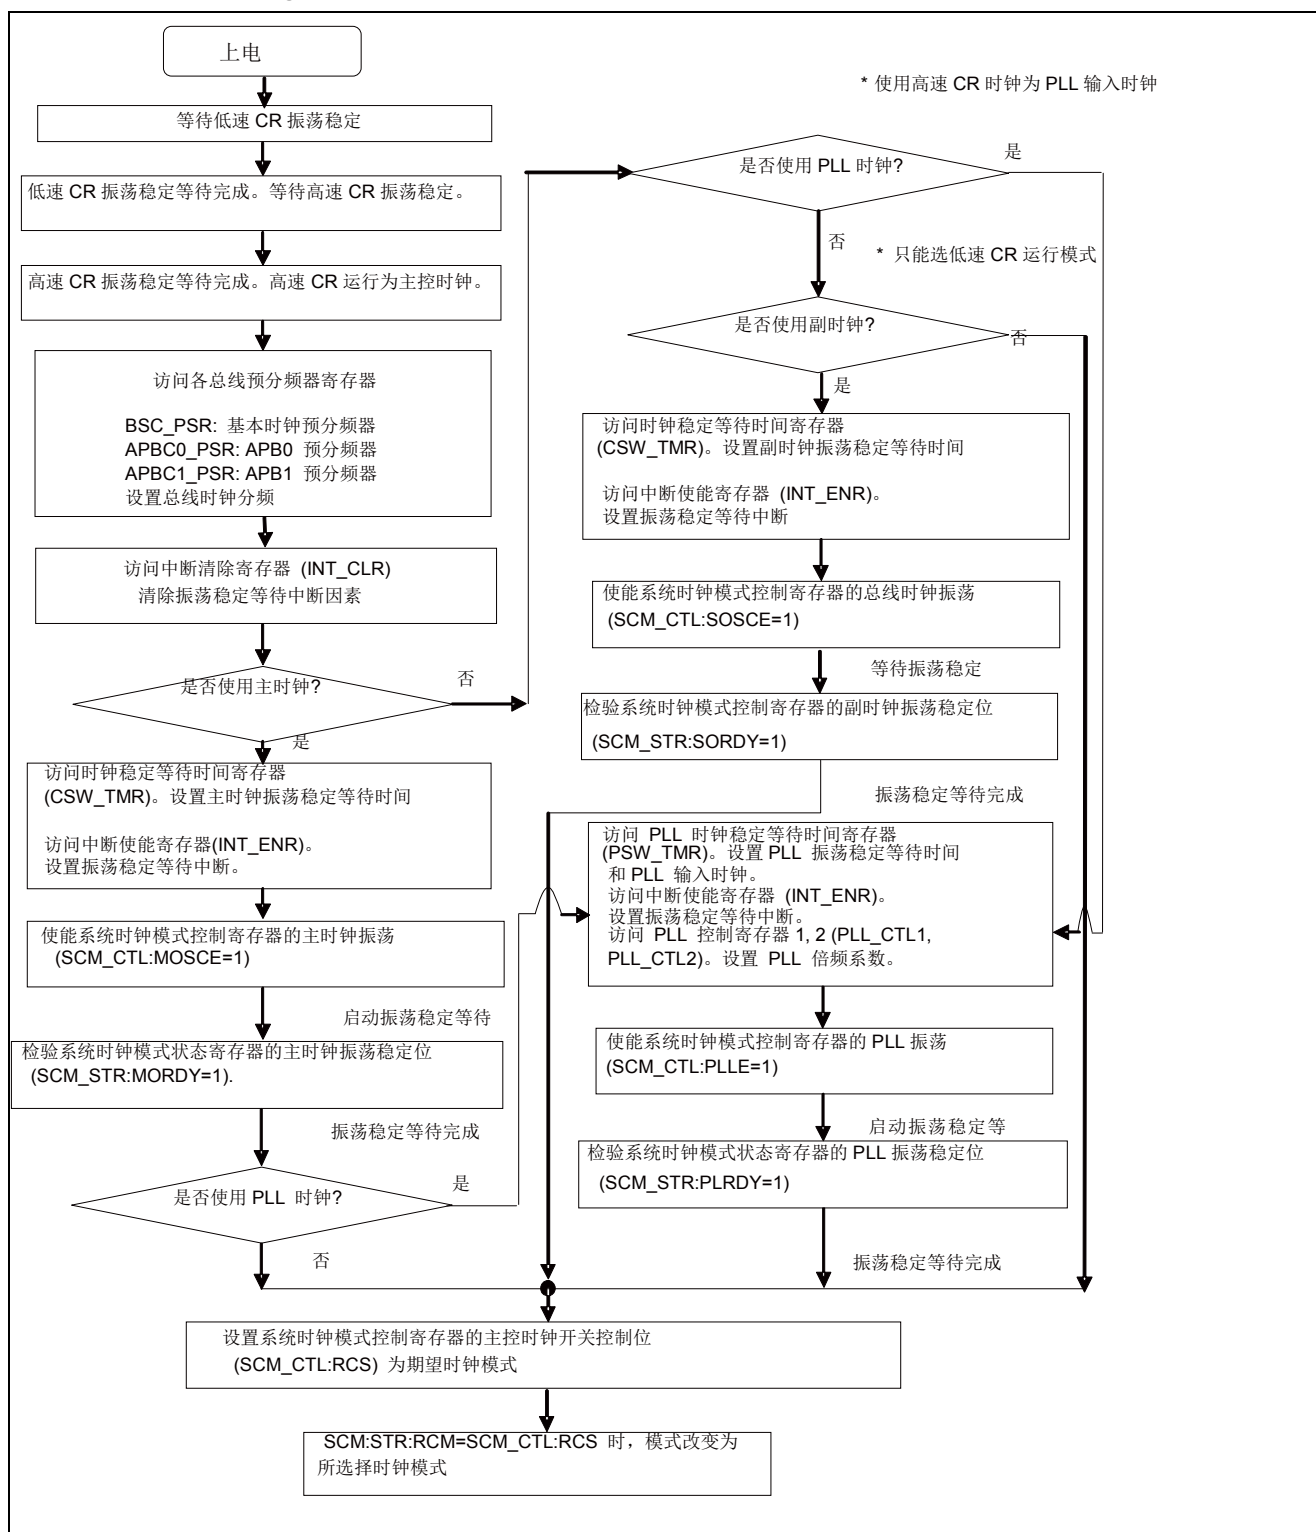 上电
等待低速 CR 振荡稳定
低速 CR 振荡稳定等待完成。等待高速 CR 振荡稳定。
高速 CR 振荡稳定等待完成。高速 CR 运行为主控时钟。
访问各总线预分频器寄存器
BSC_PSR: 基本时钟预分频器
APBC0_PSR: APB0 预分频器
APBC1_PSR: APB1 预分频器
设置总线时钟分频
访问中断清除寄存器 (INT_CLR)
清除振荡稳定等待中断因素
是否使用主时钟?
否
是
访问时钟稳定等待时间寄存器
(CSW_TMR)。设置主时钟振荡稳定等待时间
访问中断使能寄存器(INT_ENR)。
设置振荡稳定等待中断。
使能系统时钟模式控制寄存器的主时钟振荡
(SCM_CTL:MOSCE=1)
启动振荡稳定等待
检验系统时钟模式状态寄存器的主时钟振荡稳定位
(SCM_STR:MORDY=1).
振荡稳定等待完成
是否使用 PLL 时钟?
是
否
* 使用高速 CR 时钟为 PLL 输入时钟
是否使用 PLL 时钟?
是
否
* 只能选低速 CR 运行模式
是否使用副时钟?
否
是
访问时钟稳定等待时间寄存器
(CSW_TMR)。设置副时钟振荡稳定等待时间
访问中断使能寄存器 (INT_ENR)。
设置振荡稳定等待中断
使能系统时钟模式控制寄存器的总线时钟振荡
(SCM_CTL:SOSCE=1)
等待振荡稳定
检验系统时钟模式控制寄存器的副时钟振荡稳定位
(SCM_STR:SORDY=1)
振荡稳定等待完成
访问 PLL 时钟稳定等待时间寄存器
(PSW_TMR)。设置 PLL 振荡稳定等待时间
和 PLL 输入时钟。
访问中断使能寄存器 (INT_ENR)。
设置振荡稳定等待中断。
访问 PLL 控制寄存器 1, 2 (PLL_CTL1,
PLL_CTL2)。设置 PLL 倍频系数。
使能系统时钟模式控制寄存器的 PLL 振荡
(SCM_CTL:PLLE=1)
启动振荡稳定等
检验系统时钟模式状态寄存器的 PLL 振荡稳定位
(SCM_STR:PLRDY=1)
振荡稳定等待完成
设置系统时钟模式控制寄存器的主控时钟开关控制位
(SCM_CTL:RCS) 为期望时钟模式
SCM:STR:RCM=SCM_CTL:RCS 时，模式改变为
所选择时钟模式